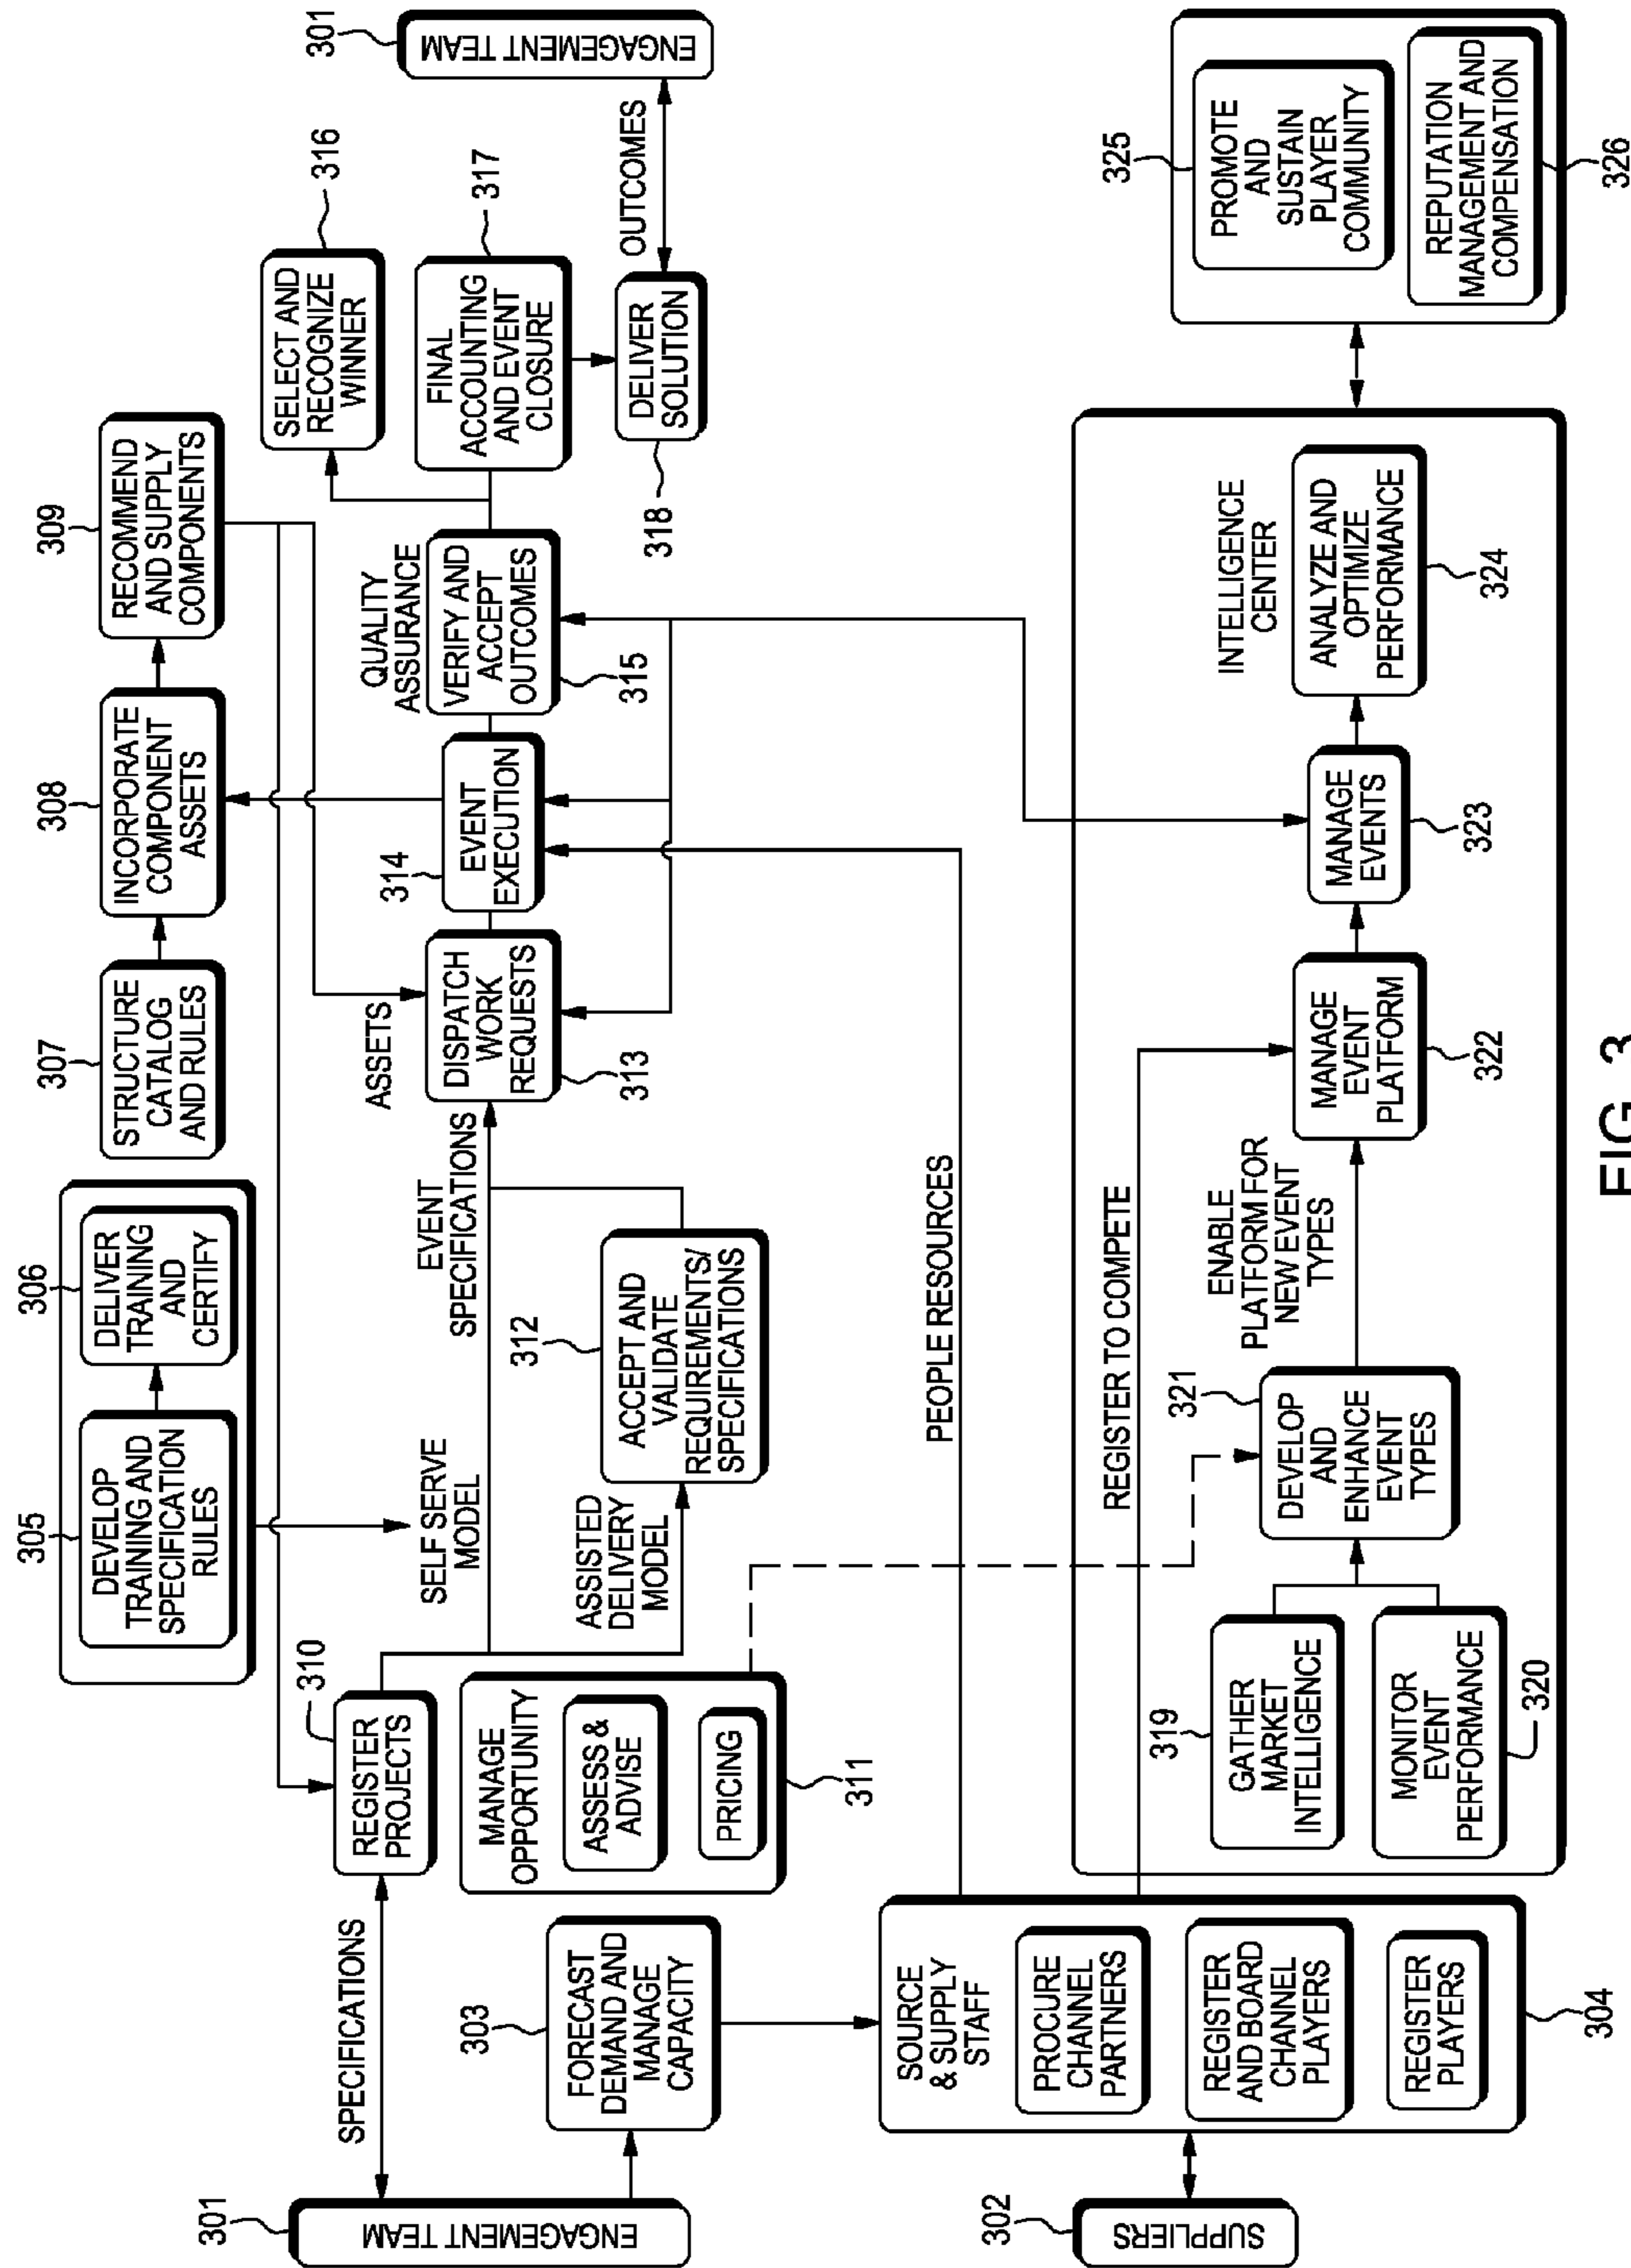 301
ENGAGEMENT TEAM
SPECIFICATIONS
303
FORECAST
DEMAND AND
MANAGE
CAPACITY
302
SUPPLIERS
SOURCE
& SUPPLY
STAFF
PROCURE
CHANNEL
PARTNERS
REGISTER
AND BOARD
CHANNEL
PLAYERS
REGISTER
PLAYERS
304
305
DEVELOP
TRAINING AND
SPECIFICATION
RULES
306
DELIVER
TRAINING
AND
CERTIFY
307
STRUCTURE
CATALOG
AND RULES
308
INCORPORATE
COMPONENT
ASSETS
309
RECOMMEND
AND SUPPLY
COMPONENTS
310
REGISTER
PROJECTS
MANAGE
OPPORTUNITY
ASSESS &
ADVISE
PRICING
311
SELF SERVE
MODEL
ASSISTED
DELIVERY
MODEL
312
ACCEPT AND
VALIDATE
REQUIREMENTS/
SPECIFICATIONS
EVENT
SPECIFICATIONS
ASSETS
DISPATCH
WORK
REQUESTS
313
314
EVENT
EXECUTION
QUALITY
ASSURANCE
VERIFY AND
ACCEPT
OUTCOMES
315
SELECT AND
RECOGNIZE
WINNER
316
FINAL
ACCOUNTING
AND EVENT
CLOSURE
317
DELIVER
SOLUTION
318
OUTCOMES
301
ENGAGEMENT TEAM
PEOPLE RESOURCES
REGISTER TO COMPETE
319
GATHER
MARKET
INTELLIGENCE
MONITOR
EVENT
PERFORMANCE
320
321
DEVELOP
AND
ENHANCE
EVENT
TYPES
ENABLE
PLATFORM FOR
NEW EVENT
TYPES
MANAGE
EVENT
PLATFORM
322
MANAGE
EVENTS
323
INTELLIGENCE
CENTER
ANALYZE AND
OPTIMIZE
PERFORMANCE
324
325
PROMOTE
AND
SUSTAIN
PLAYER
COMMUNITY
REPUTATION
MANAGEMENT AND
COMPENSATION
326
FIG. 3